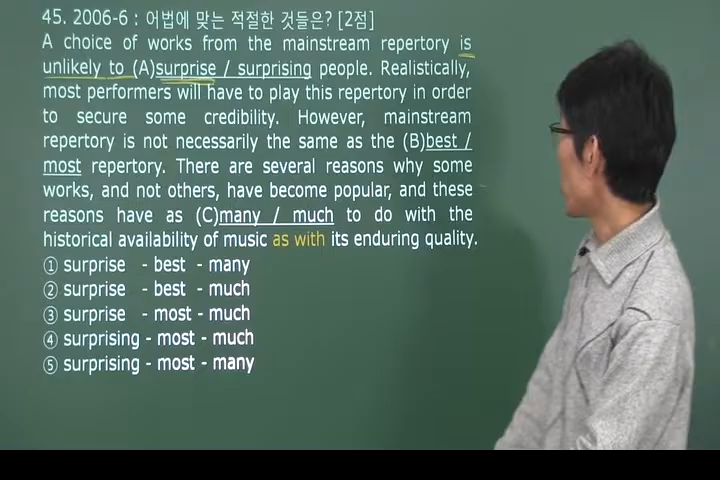 45. 2006-6 : 어법에 맞는 적절한 것들은? [2점]
A choice of works from the mainstream repertory is
unlikely to (A)surprise / surprising people. Realistically,
most performers will have to play this repertory in order
to secure some credibility. However, mainstream
repertory is not necessarily the same as the (B)best /
most repertory. There are several reasons why some
works, and not others, have become popular, and these
reasons have as (C)many / much to do with the
historical availability of music as with its enduring quality.
① surprise - best - many
② surprise - best - much
③ surprise - most - much
④ surprising - most - much
⑤ surprising - most - many